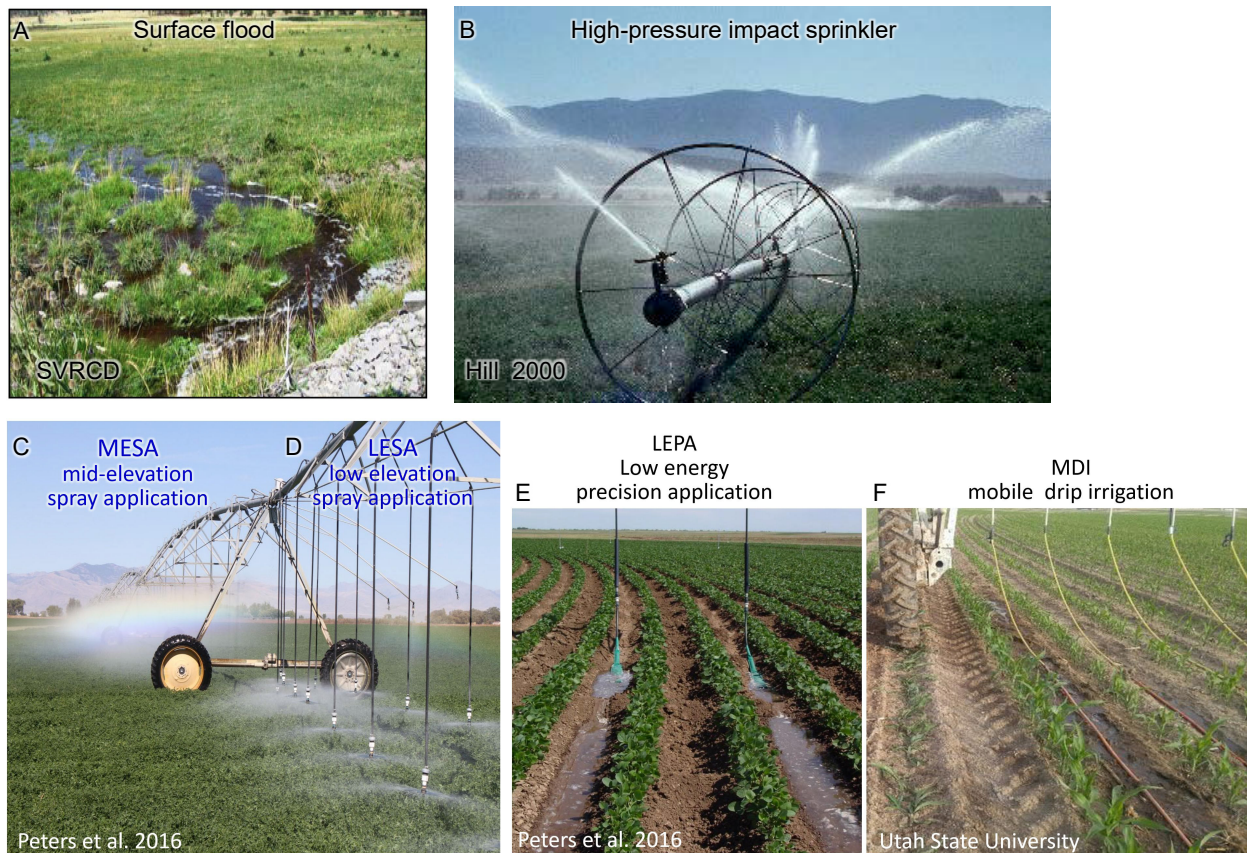 A
Surface flood
SVRCD
B
High-pressure impact sprinkler
Hill 2000
C
MESA
mid-elevation
spray application
D
LESA
low elevation
spray application
Peters et al. 2016
LEPA
Low energy
E
precision application
Peters et al. 2016
MDI
F
mobile drip irrigation
Utah State University